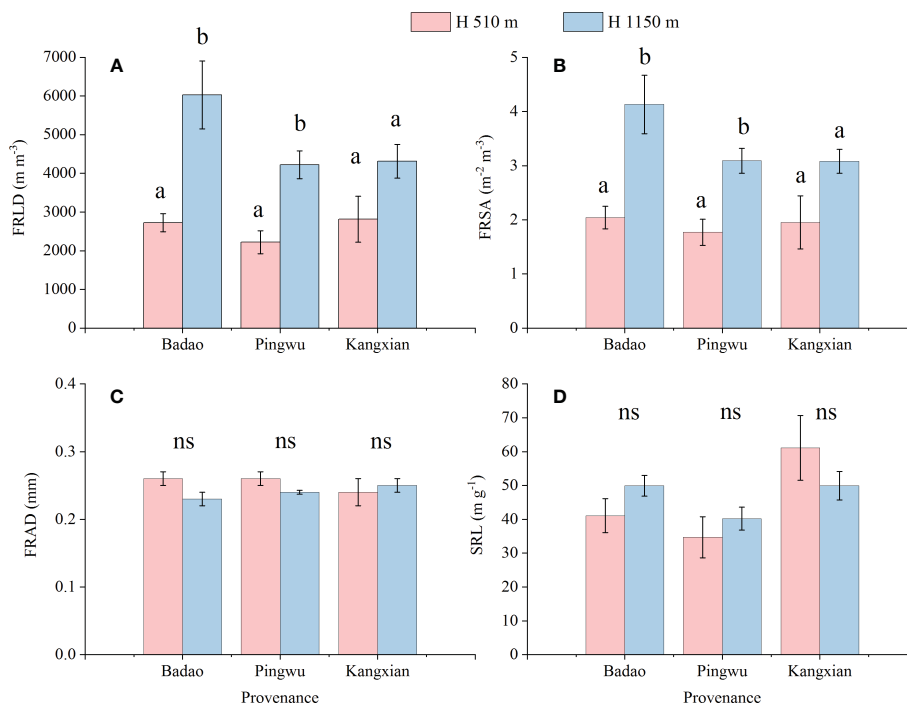 H 510 m H 1150 m
A
7000
6000
5000
4000
3000
2000
1000
0
FRLD (m m-3)
a b a b a a
Badao Pingwu Kangxian
B
5
4
3
2
1
0
FRSA (m-2 m-3)
a b a b a a
Badao Pingwu Kangxian
C
0.4
0.3
0.2
0.1
0.0
FRAD (mm)
ns ns ns
Badao Pingwu Kangxian
Provenance
D
80
70
60
50
40
30
20
10
0
SRL (m g-1)
ns ns ns
Badao Pingwu Kangxian
Provenance